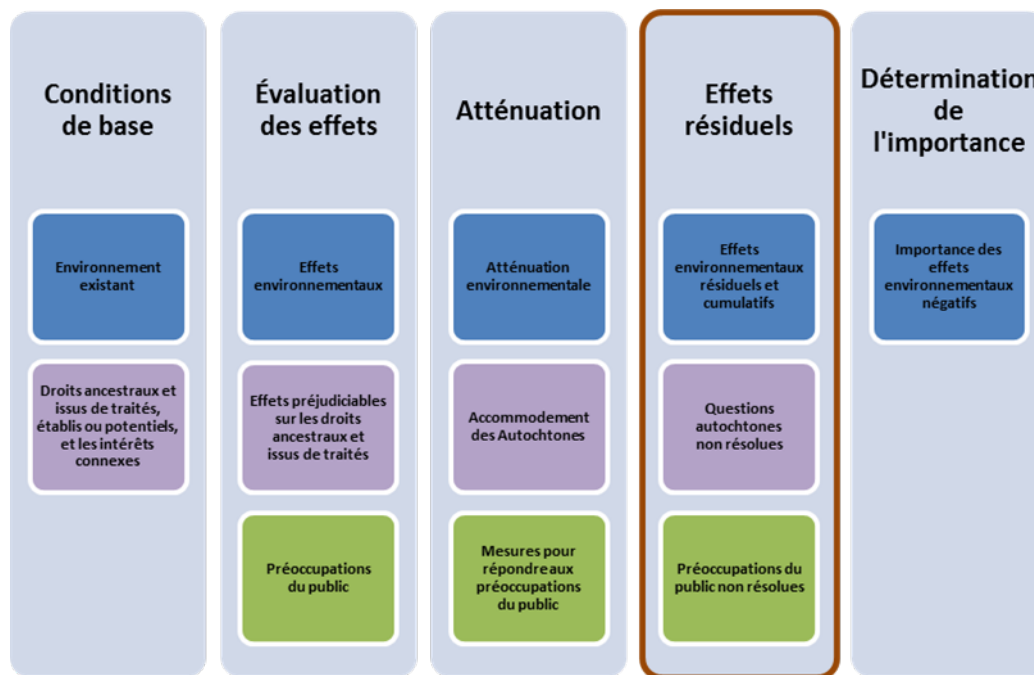 Conditions
de base
Environnement
existant
Droits ancestraux et
issus de traités,
établis ou potentiels,
et les intérêts
connexes
Évaluation
des effets
Effets
environnementaux
Effets préjudiciables
sur les droits
ancestraux et
issus de traités
Préoccupations
du public
Atténuation
Atténuation
environnementale
Accommodement
des Autochtones
Mesures pour
répondre aux
préoccupations
du public
Effets
résiduels
Effets
environnementaux
résiduels et
cumulatifs
Questions
autochtones
non résolues
Préoccupations du
public non résolues
Détermination
de
l'importance
Importance des
effets
environnementaux
négatifs